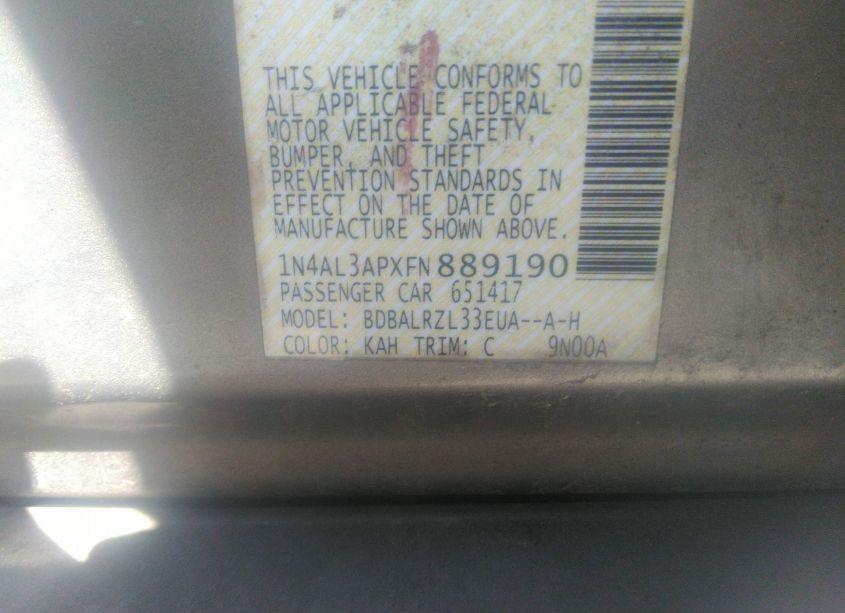 THIS VEHICLE CONFORMS TO
ALL APPLICABLE FEDERAL
MOTOR VEHICLE SAFETY,
BUMPER, AND THEFT
PREVENTION STANDARDS IN
EFFECT ON THE DATE OF
MANUFACTURE SHOWN ABOVE.
1N4AL3APXFN889190
PASSENGER CAR 651417
MODEL: BDBALRZL33EUA--A-H
COLOR: KAH TRIM: C 9N00A